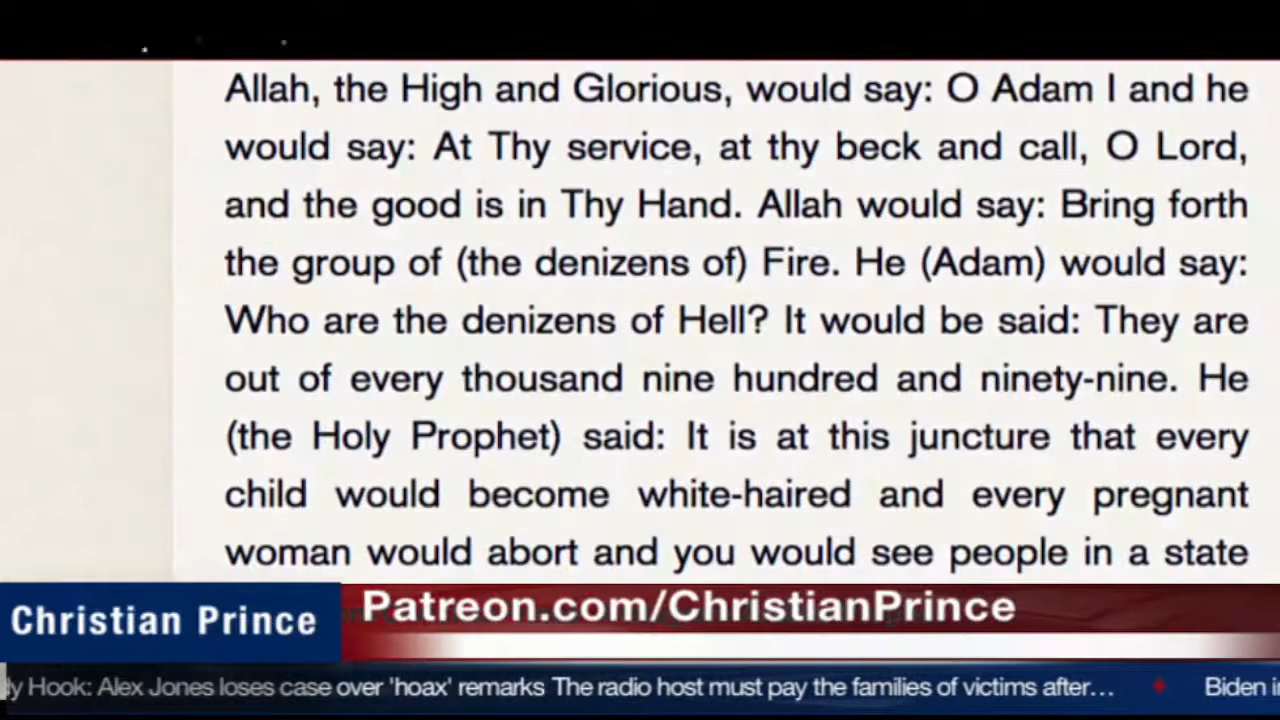 Allah, the High and Glorious, would say: O Adam I and he
would say: At Thy service, at thy beck and call, O Lord,
and the good is in Thy Hand. Allah would say: Bring forth
the group of (the denizens of) Fire. He (Adam) would say:
Who are the denizens of Hell? It would be said: They are
out of every thousand nine hundred and ninety-nine. He
(the Holy Prophet) said: It is at this juncture that every
child would become white-haired and every pregnant
woman would abort and you would see people in a state
Christian Prince
Patreon.com/ChristianPrince
dy Hook: Alex Jones loses case over 'hoax' remarks The radio host must pay the families of victims after... Biden i